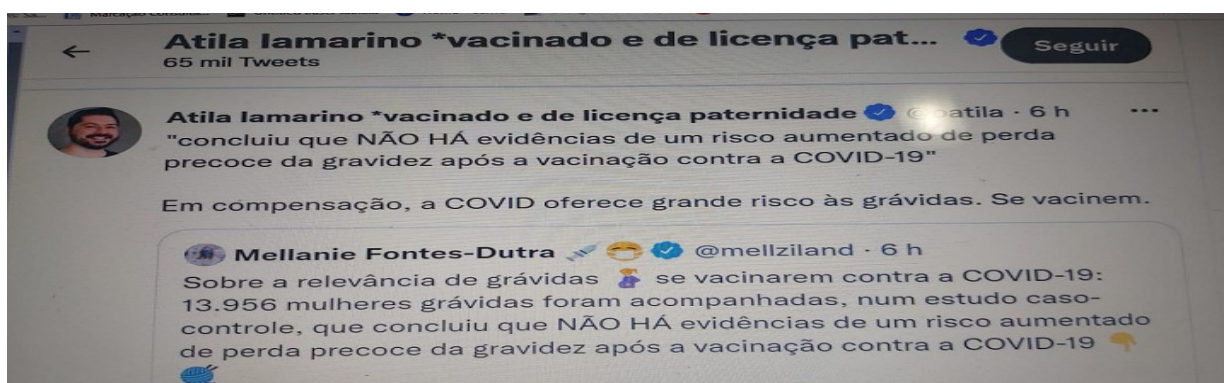 Atila Iamarino *vacinado e de licença pat...
Seguir
65 mil Tweets
Atila Iamarino *vacinado e de licença paternidade @oatila · 6 h
"concluiu que NÃO HÁ evidências de um risco aumentado de perda
precoce da gravidez após a vacinação contra a COVID-19"
Em compensação, a COVID oferece grande risco às grávidas. Se vacinem.
Mellanie Fontes-Dutra 💉😷 @mellziland · 6 h
Sobre a relevância de grávidas 🤰 se vacinarem contra a COVID-19:
13.956 mulheres grávidas foram acompanhadas, num estudo caso-
controle, que concluiu que NÃO HÁ evidências de um risco aumentado
de perda precoce da gravidez após a vacinação contra a COVID-19 👇
🧶